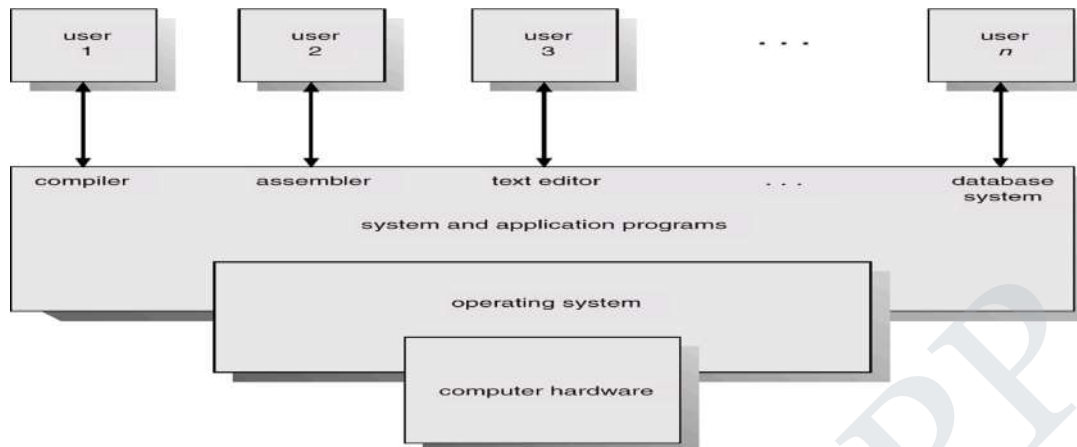 user
1
user
2
user
3
. . .
user
n
compiler
assembler
text editor
. . .
database
system
system and application programs
operating system
computer hardware
PP